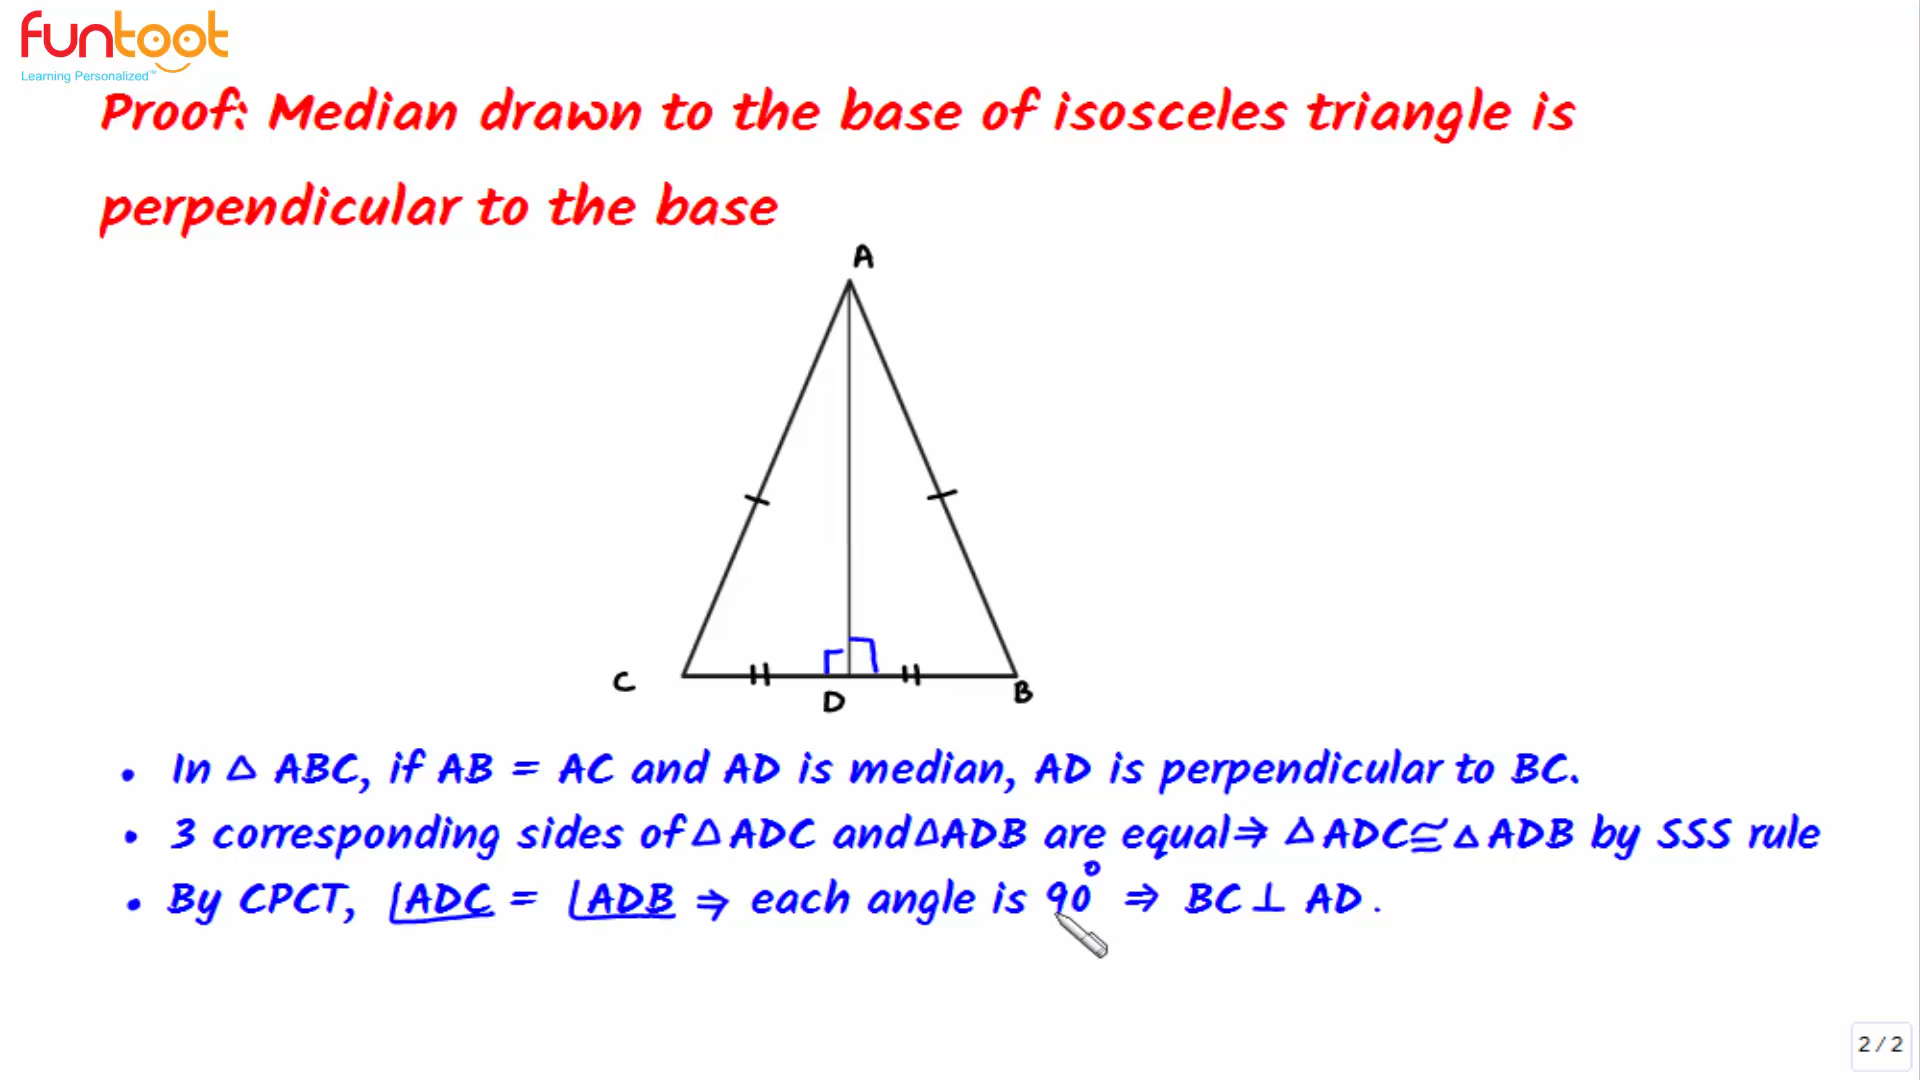 funtoot
Learning Personalized™
Proof: Median drawn to the base of isosceles triangle is
perpendicular to the base
A
C
D
B
• In △ ABC, if AB = AC and AD is median, AD is perpendicular to BC.
• 3 corresponding sides of △ ADC and △ADB are equal ⇒ △ ADC ≅ △ ADB by SSS rule
• By CPCT, ∠ADC = ∠ADB ⇒ each angle is 90° ⇒ BC ⊥ AD.
2 / 2